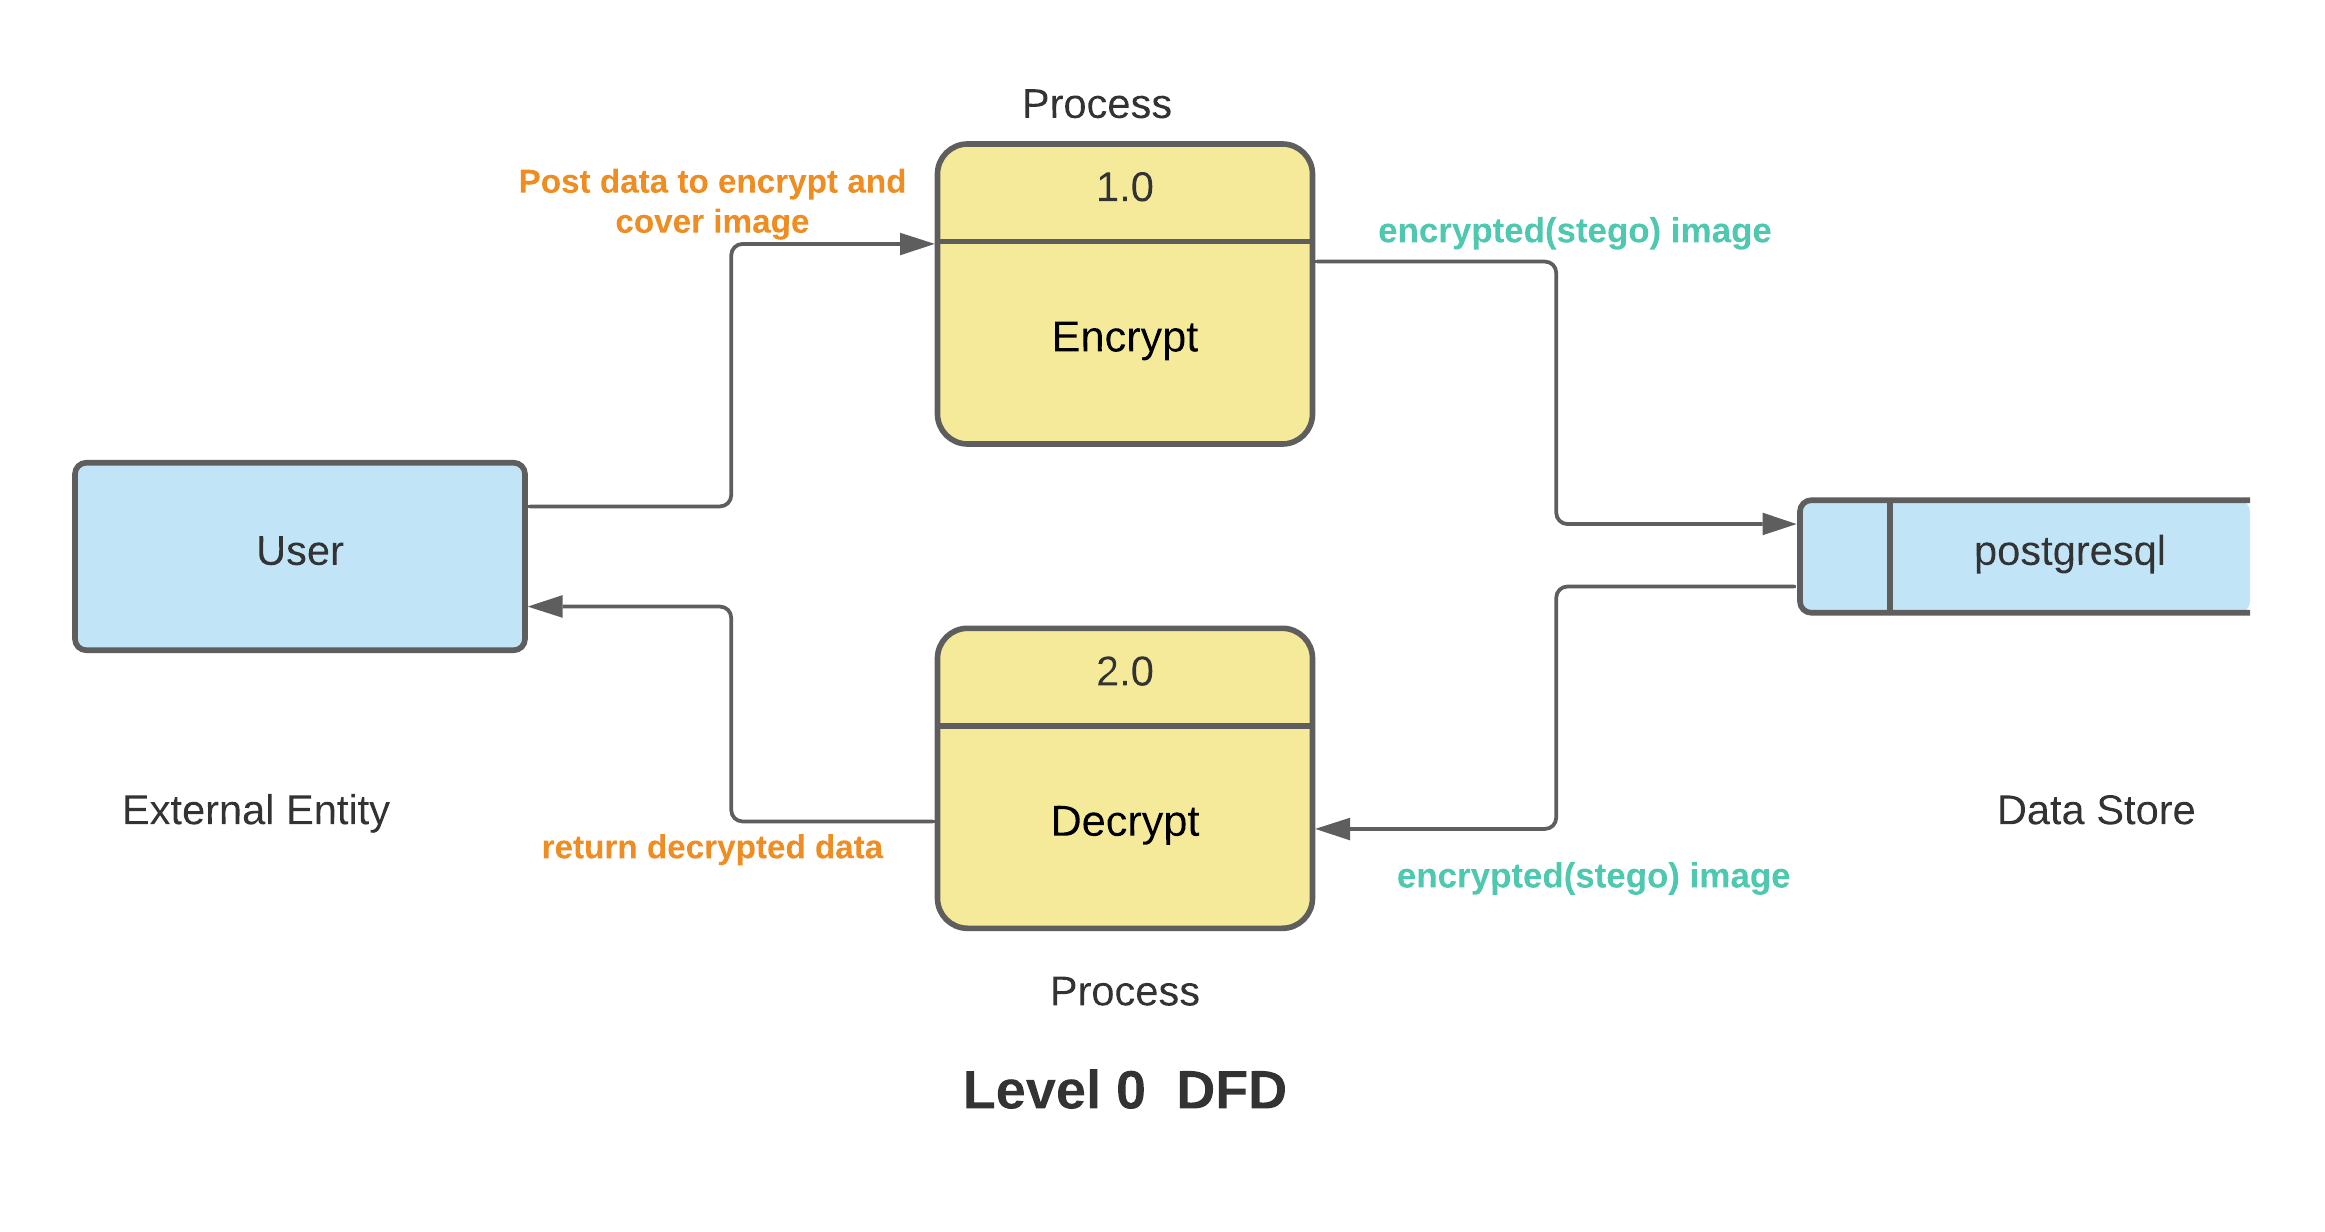 Process
1.0
Encrypt
Post data to encrypt and
cover image
encrypted(stego) image
User
postgresql
External Entity
Data Store
2.0
Decrypt
return decrypted data
encrypted(stego) image
Process
Level 0  DFD